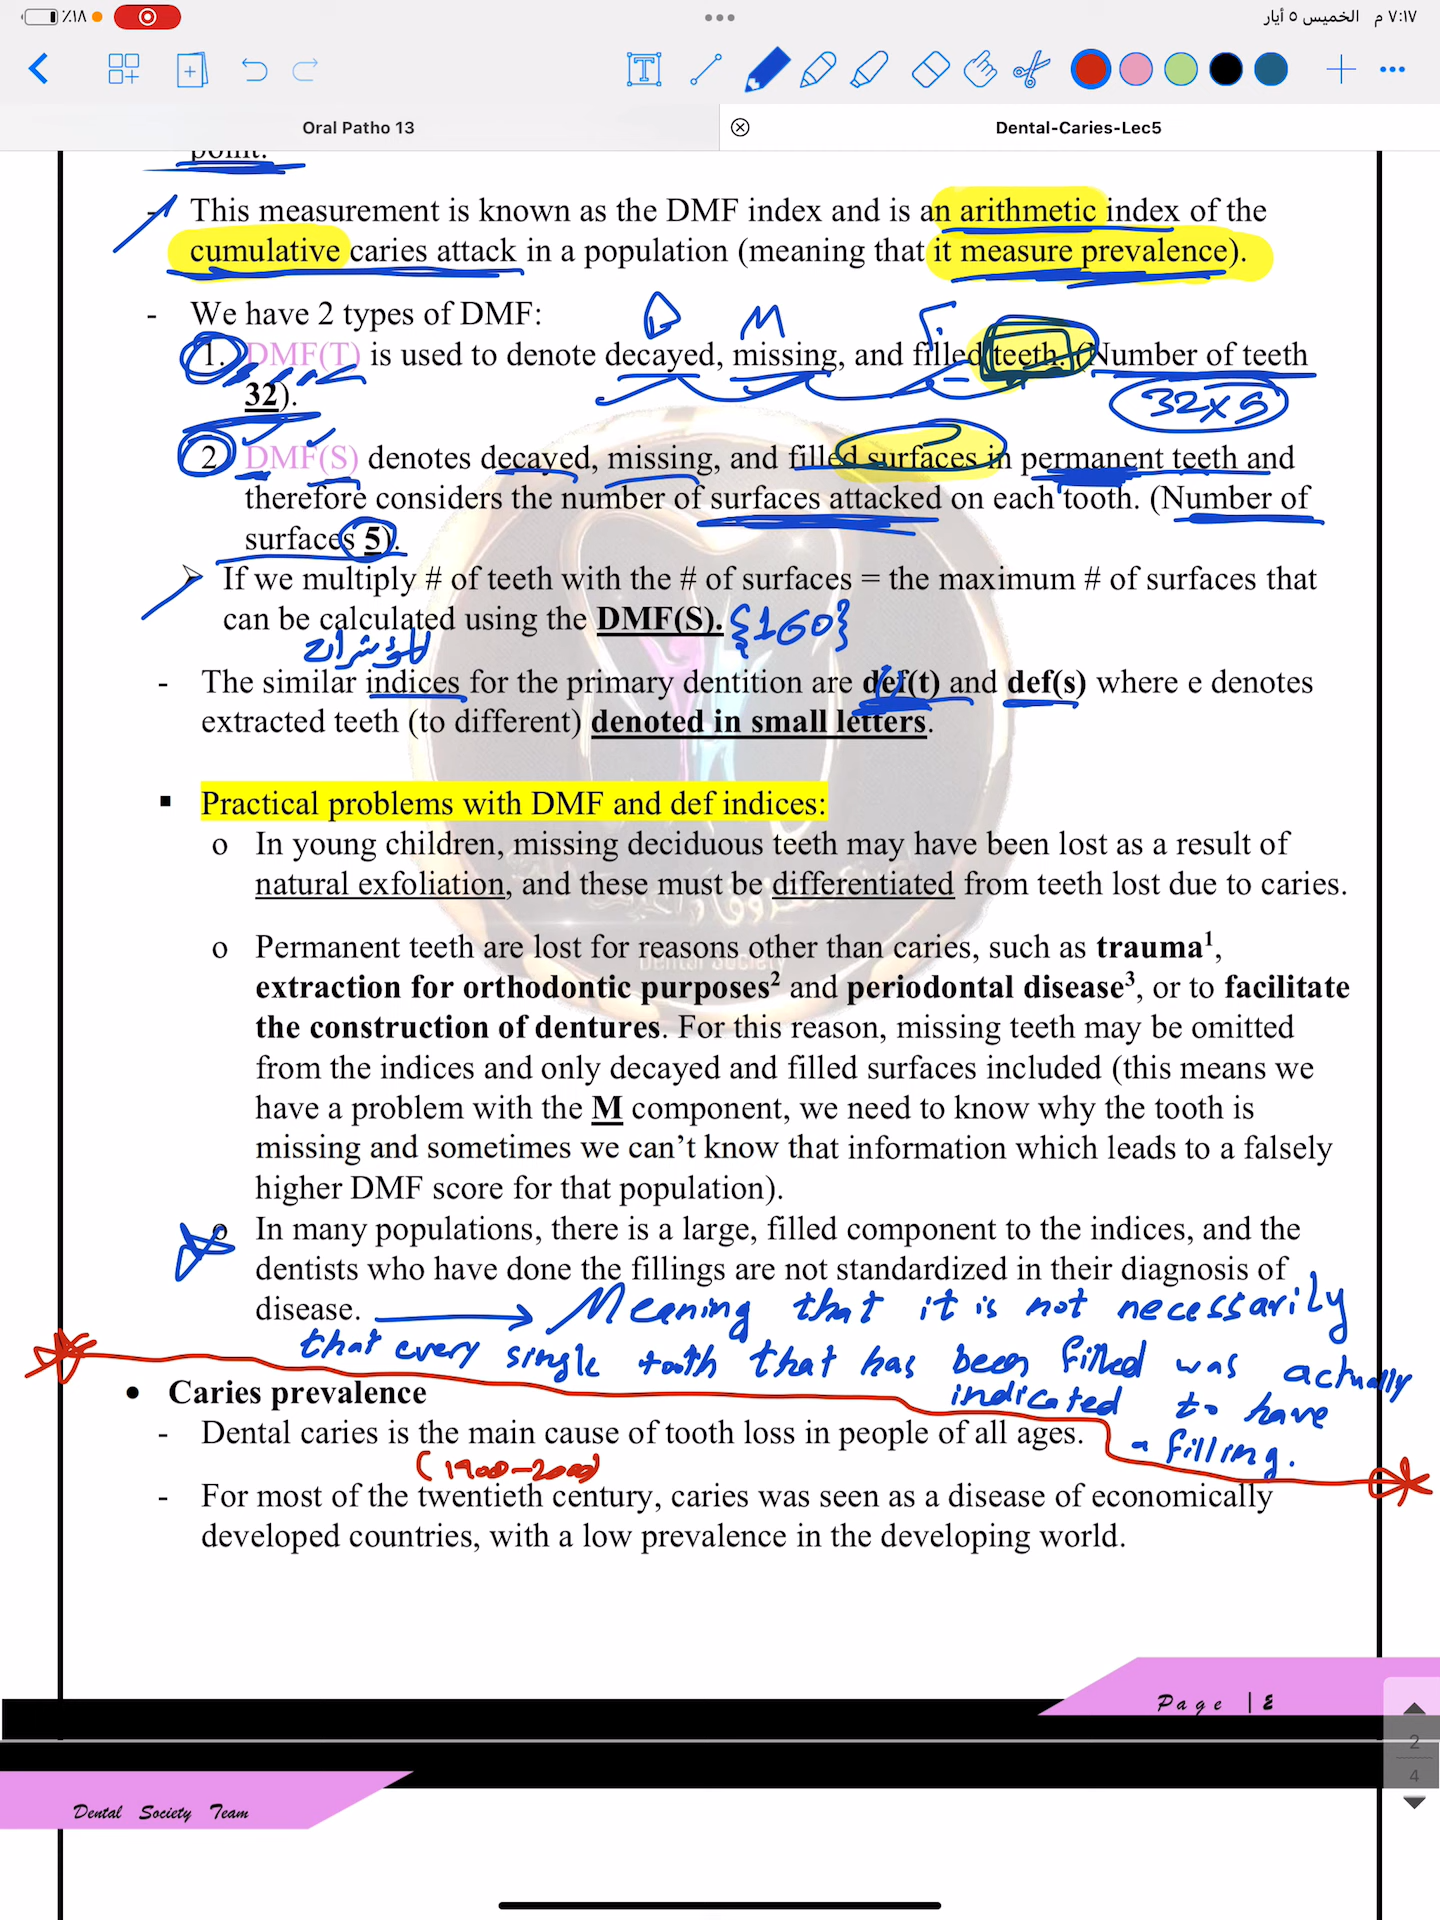 ٪١٨
٧:١٧ م الخميس ٥ أيار
Oral Patho 13
Dental-Caries-Lec5
point.
- This measurement is known as the DMF index and is an arithmetic index of the
cumulative caries attack in a population (meaning that it measure prevalence).
- We have 2 types of DMF:
D M F
1. DMF(T) is used to denote decayed, missing, and filled teeth. (Number of teeth
32).
32x5
2. DMF(S) denotes decayed, missing, and filled surfaces in permanent teeth and
therefore considers the number of surfaces attacked on each tooth. (Number of
surfaces 5).
➢ If we multiply # of teeth with the # of surfaces = the maximum # of surfaces that
can be calculated using the DMF(S). {160}
- The similar indices for the primary dentition are def(t) and def(s) where e denotes
extracted teeth (to different) denoted in small letters.
▪ Practical problems with DMF and def indices:
o In young children, missing deciduous teeth may have been lost as a result of
natural exfoliation, and these must be differentiated from teeth lost due to caries.
o Permanent teeth are lost for reasons other than caries, such as trauma¹,
extraction for orthodontic purposes² and periodontal disease³, or to facilitate
the construction of dentures. For this reason, missing teeth may be omitted
from the indices and only decayed and filled surfaces included (this means we
have a problem with the M component, we need to know why the tooth is
missing and sometimes we can't know that information which leads to a falsely
higher DMF score for that population).
o In many populations, there is a large, filled component to the indices, and the
dentists who have done the fillings are not standardized in their diagnosis of
disease. → Meaning that it is not necessarily
that every single tooth that has been filled was actually
indicated to have
a filling.
• Caries prevalence
- Dental caries is the main cause of tooth loss in people of all ages.
(1900-2000)
- For most of the twentieth century, caries was seen as a disease of economically
developed countries, with a low prevalence in the developing world.
Page | ٤
2
4
Dental Society Team